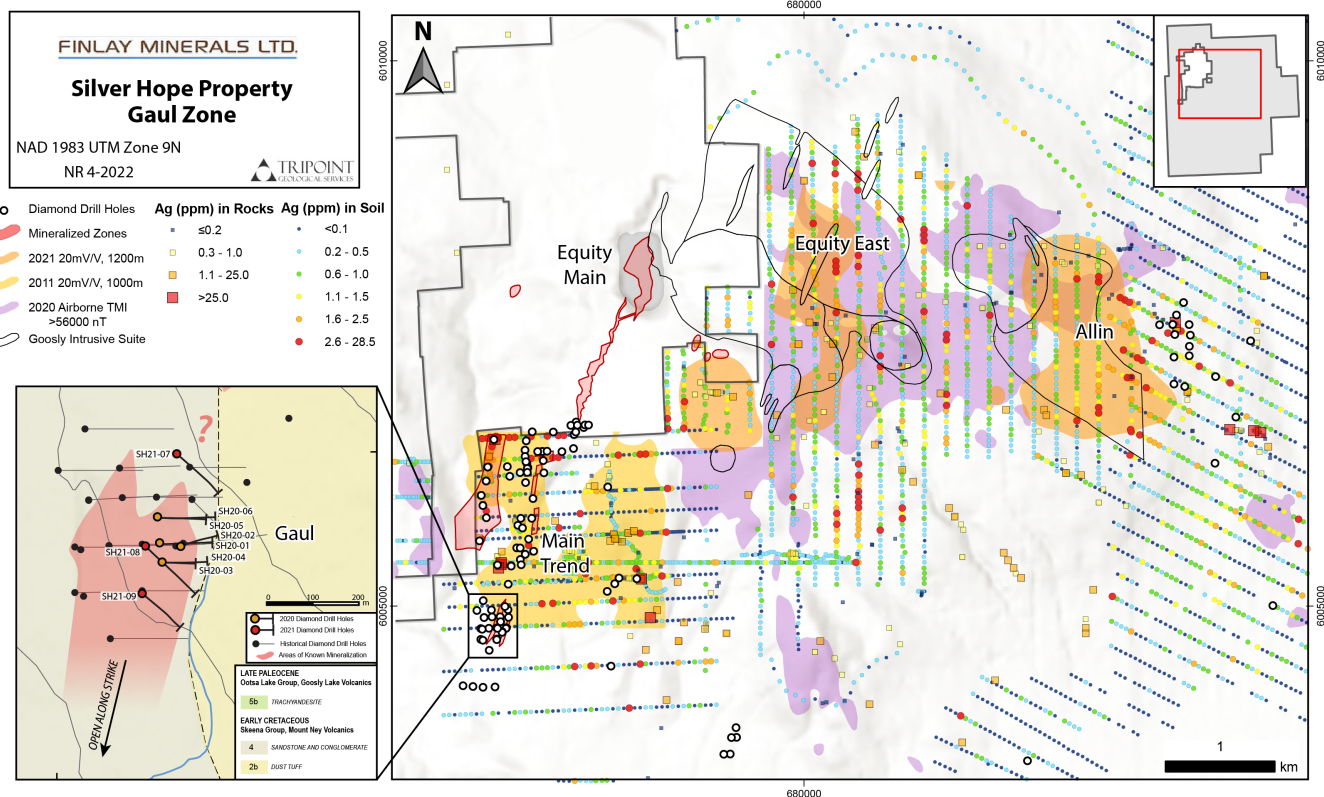 FINLAY MINERALS LTD.
Silver Hope Property
Gaul Zone
NAD 1983 UTM Zone 9N
NR 4-2022
TRIPOINT
GEOLOGICAL SERVICES
Diamond Drill Holes
Mineralized Zones
2021 20mV/V, 1200m
2011 20mV/V, 1000m
2020 Airborne TMI
>56000 nT
Goosly Intrusive Suite
Ag (ppm) in Rocks
≤0.2
0.3 - 1.0
1.1 - 25.0
>25.0
Ag (ppm) in Soil
<0.1
0.2 - 0.5
0.6 - 1.0
1.1 - 1.5
1.6 - 2.5
2.6 - 28.5
680000
6010000
6010000
N
Equity
Main
Equity East
Allin
Main
Trend
6005000
6005000
680000
1
km
?
SH21-07
SH20-06
SH20-05
SH20-02
SH20-01
SH21-08
SH20-04
SH20-03
SH21-09
Gaul
0 100 200 m
2020 Diamond Drill Holes
2021 Diamond Drill Holes
Historical Diamond Drill Holes
Areas of Known Mineralization
OPEN ALONG STRIKE
LATE PALEOCENE
Ootsa Lake Group, Goosly Lake Volcanics
5b TRACHYANDESITE
EARLY CRETACEOUS
Skeena Group, Mount Ney Volcanics
4 SANDSTONE AND CONGLOMERATE
2b DUST TUFF